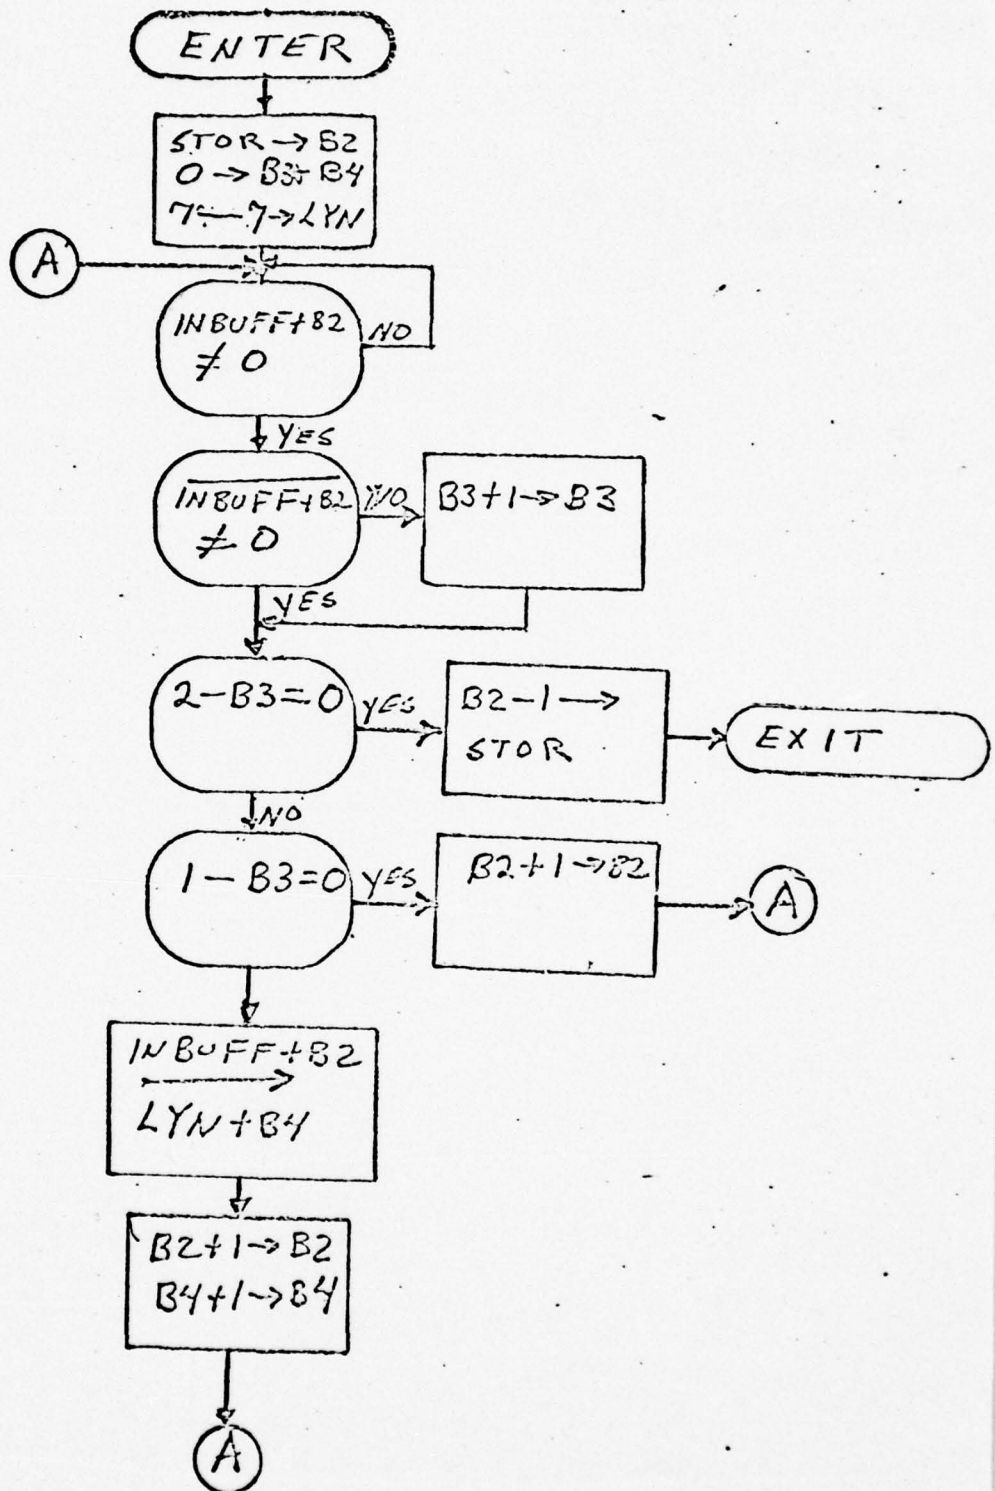 ENTER
STOR → B2
0 → B3+B4
7—7→LYN
A
INBUFF+B2
≠ 0
NO
YES
INBUFF+B2
≠ 0
NO
B3+1→B3
YES
2-B3=0
YES
B2-1→
STOR
EXIT
NO
1-B3=0
YES
B2+1→B2
A
INBUFF+B2
→
LYN+B4
B2+1→B2
B4+1→B4
A